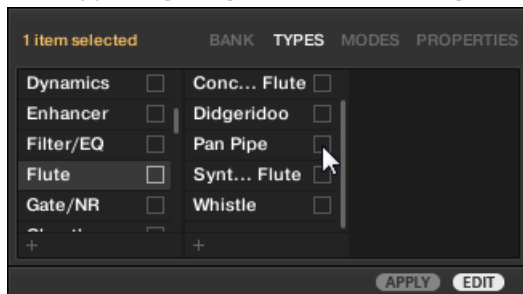 1 item selected BANK TYPES MODES PROPERTIES
Dynamics Conc... Flute
Enhancer Didgeridoo
Filter/EQ Pan Pipe
Flute Synt... Flute
Gate/NR Whistle
+ +
APPLY EDIT